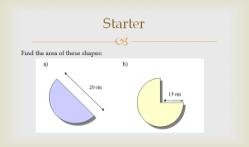 Starter
Find the area of these shapes:
a) b)
20 cm
15 cm